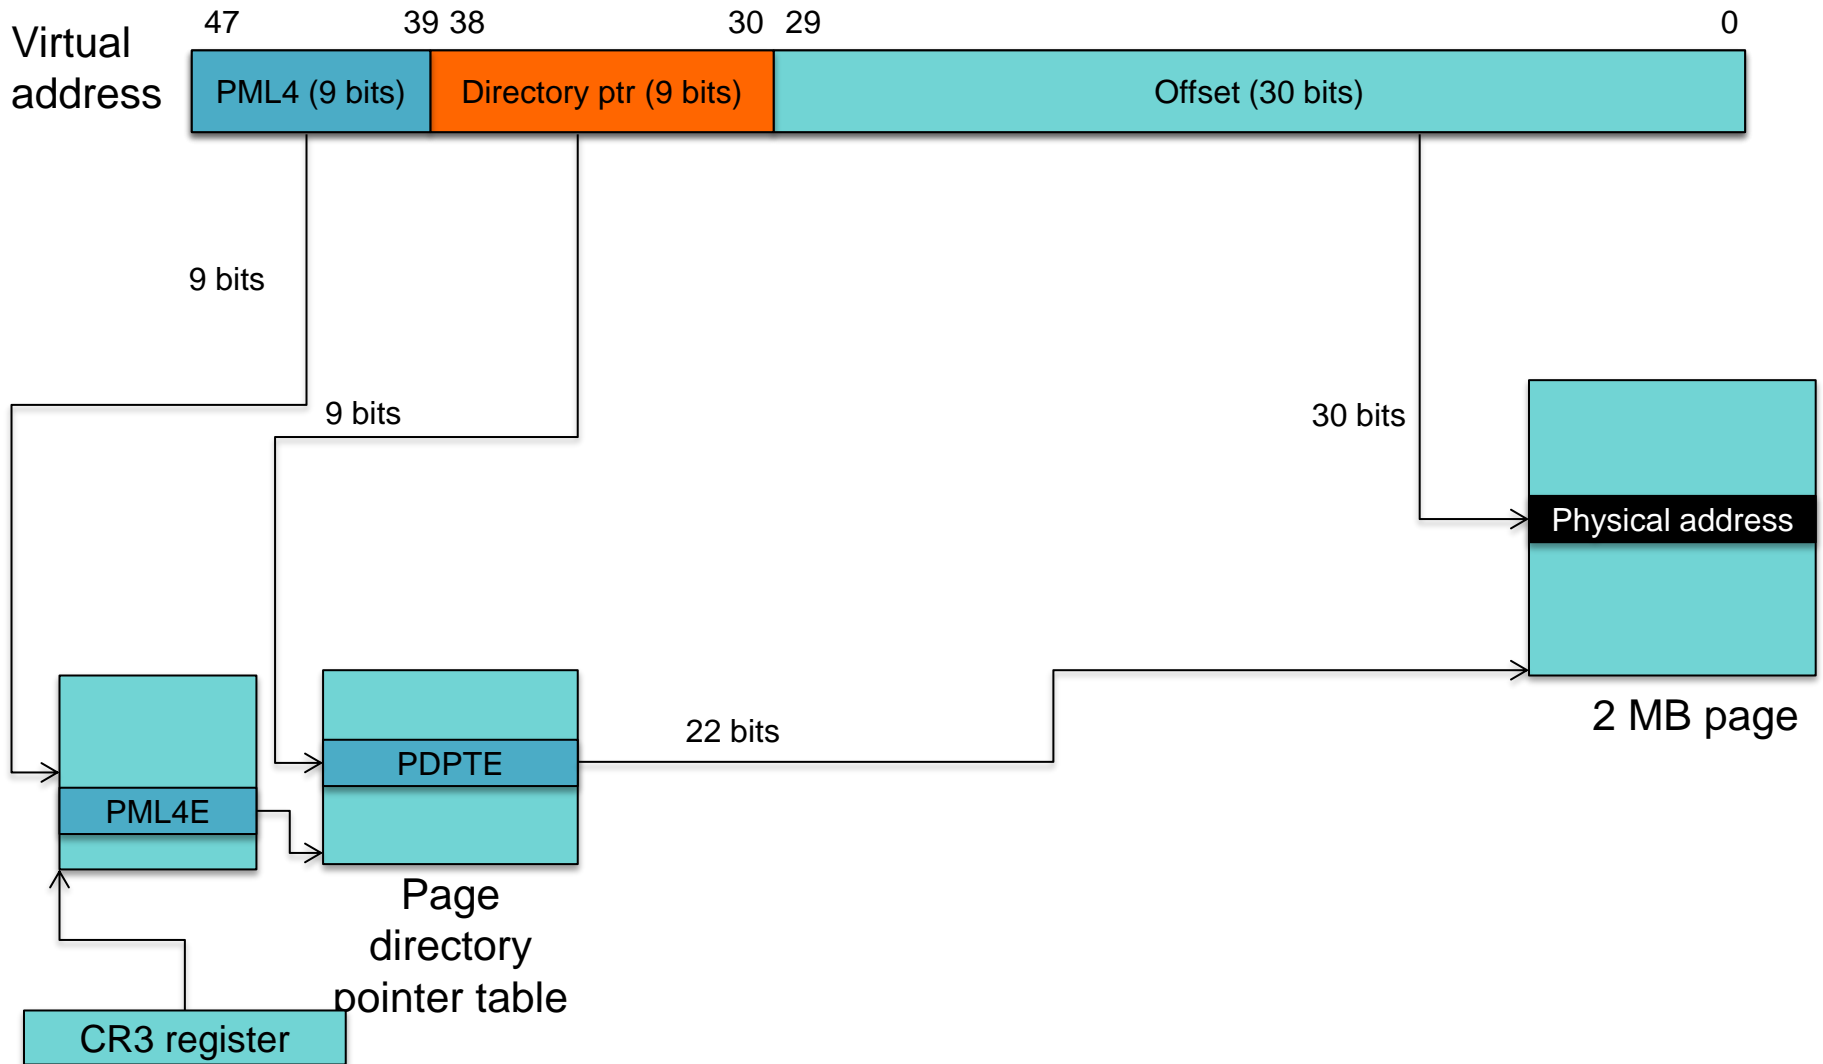 47 39 38 30 29 0
Virtual
address
PML4 (9 bits) Directory ptr (9 bits) Offset (30 bits)
9 bits
9 bits
30 bits
Physical address
2 MB page
22 bits
PDPTE
PML4E
Page
directory
pointer table
CR3 register